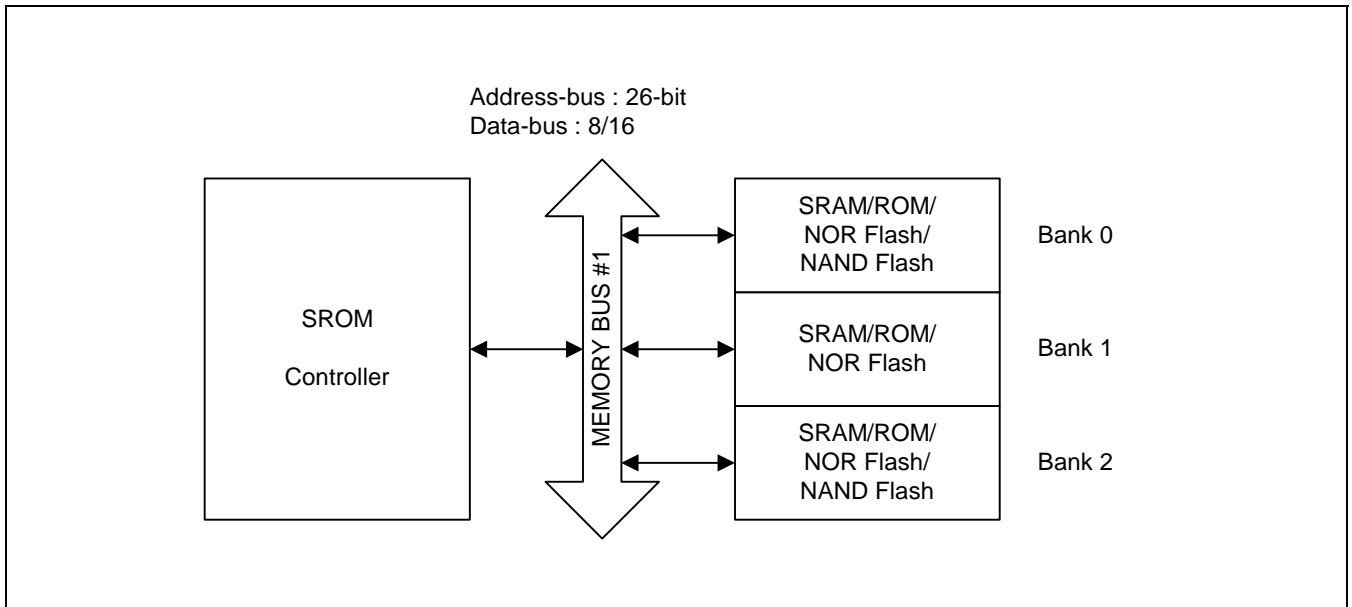 Address-bus : 26-bit
Data-bus : 8/16
SROM
Controller
MEMORY BUS #1
SRAM/ROM/
NOR Flash/
NAND Flash
Bank 0
SRAM/ROM/
NOR Flash
Bank 1
SRAM/ROM/
NOR Flash/
NAND Flash
Bank 2